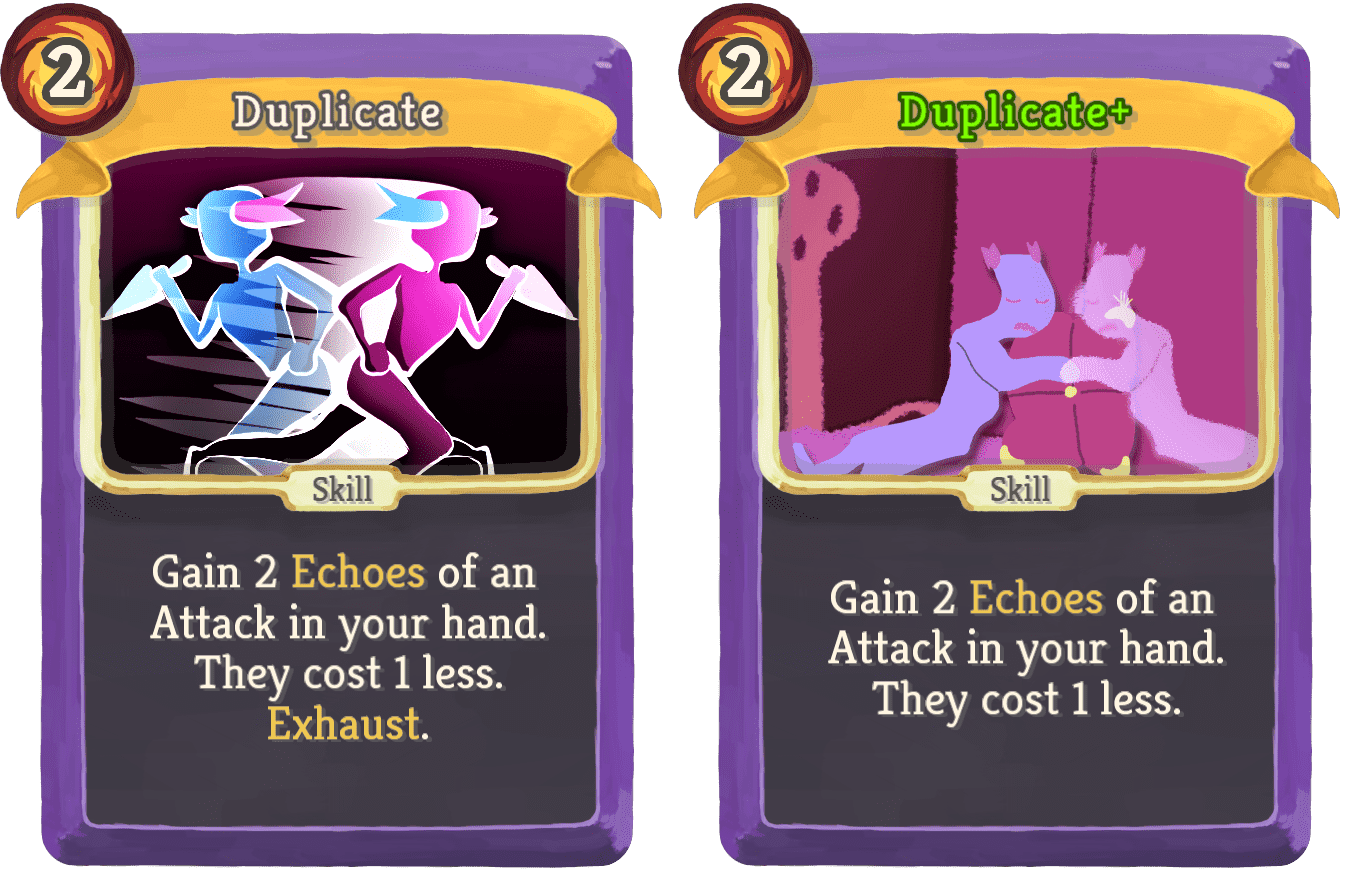 2
Duplicate
Skill
Gain 2 Echoes of an
Attack in your hand.
They cost 1 less.
Exhaust.
2
Duplicate+
Skill
Gain 2 Echoes of an
Attack in your hand.
They cost 1 less.